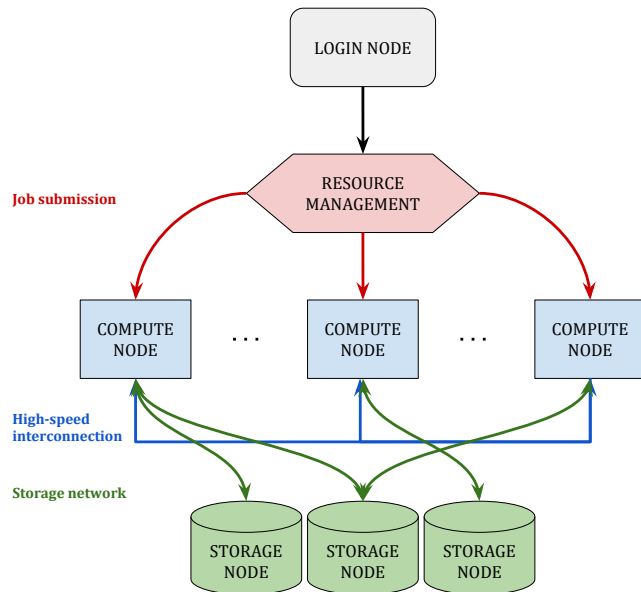 LOGIN NODE
RESOURCE
MANAGEMENT
Job submission
COMPUTE
NODE
. . .
COMPUTE
NODE
. . .
COMPUTE
NODE
High-speed
interconnection
Storage network
STORAGE
NODE
STORAGE
NODE
STORAGE
NODE